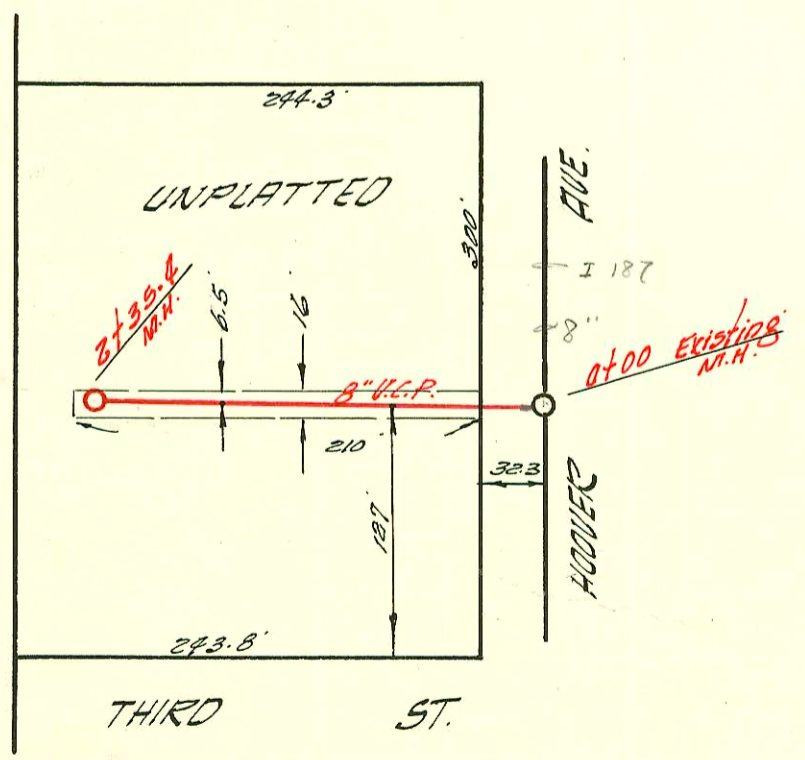 244.3'
UNPLATTED
300'
AVE.
I 187
8"
2+35.4
M.H.
6.5'
16'
0+00 Existing
M.H.
8" V.C.P.
210'
32.3
187'
HOOVER
243.8'
THIRD ST.